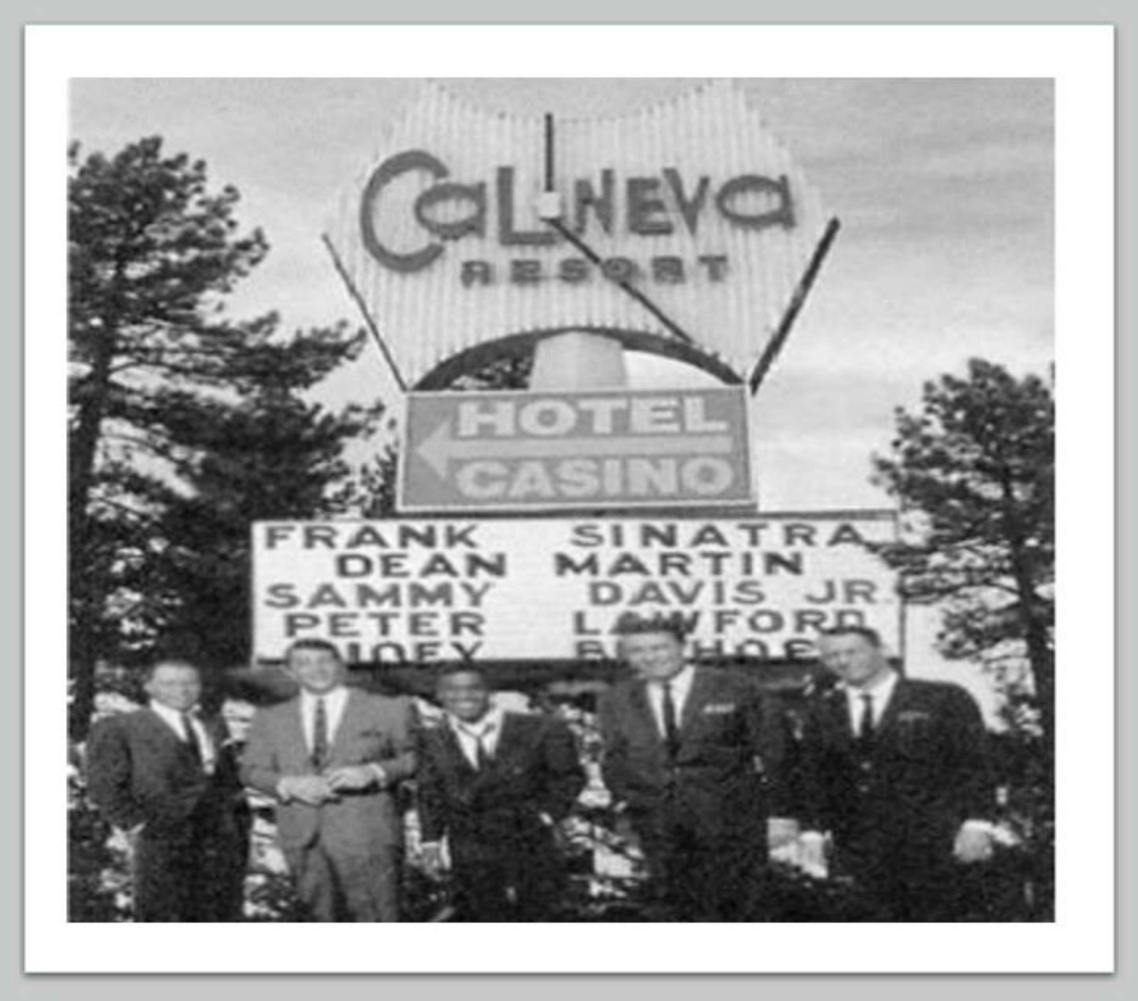 CaLNEVa
RESORT
HOTEL
CASINO
FRANK SINATRA
DEAN MARTIN
SAMMY DAVIS JR.
PETER LAWFORD